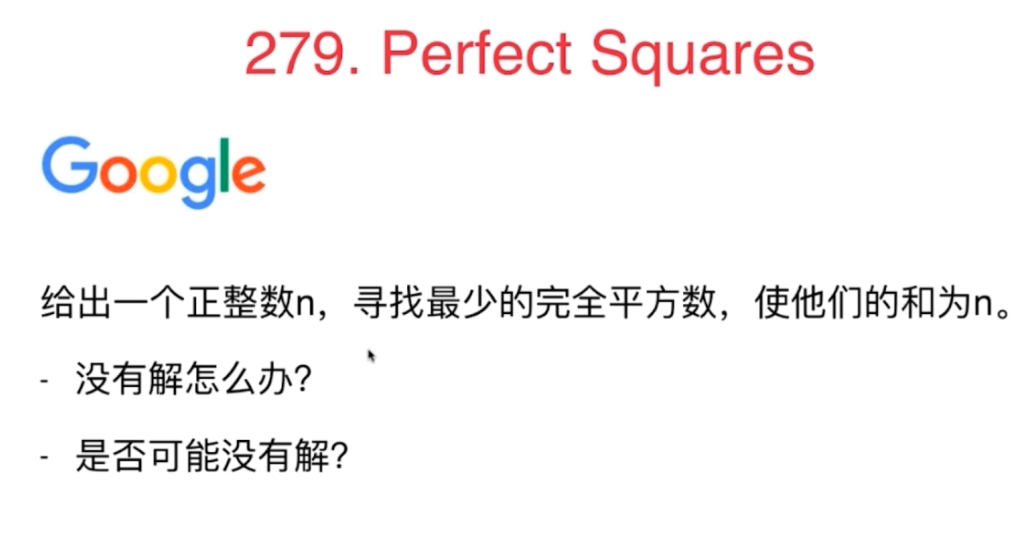 279. Perfect Squares
Google
给出一个正整数n，寻找最少的完全平方数，使他们的和为n。
- 没有解怎么办？
- 是否可能没有解？